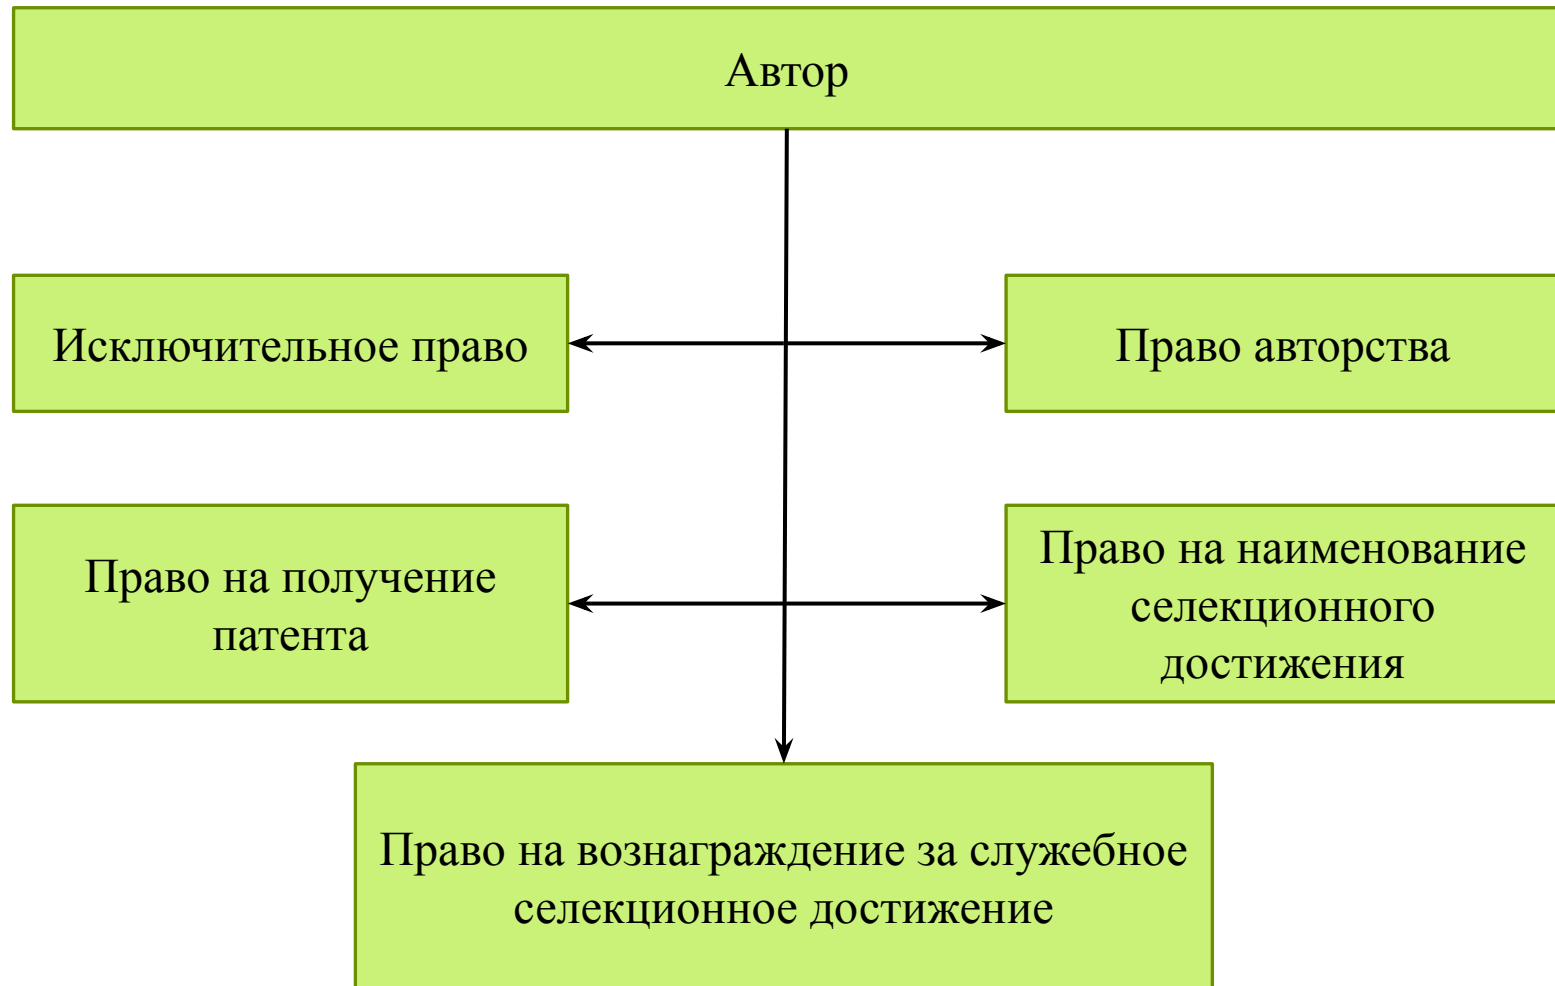 Автор
Исключительное право
Право авторства
Право на получение
патента
Право на наименование
селекционного
достижения
Право на вознаграждение за служебное
селекционное достижение